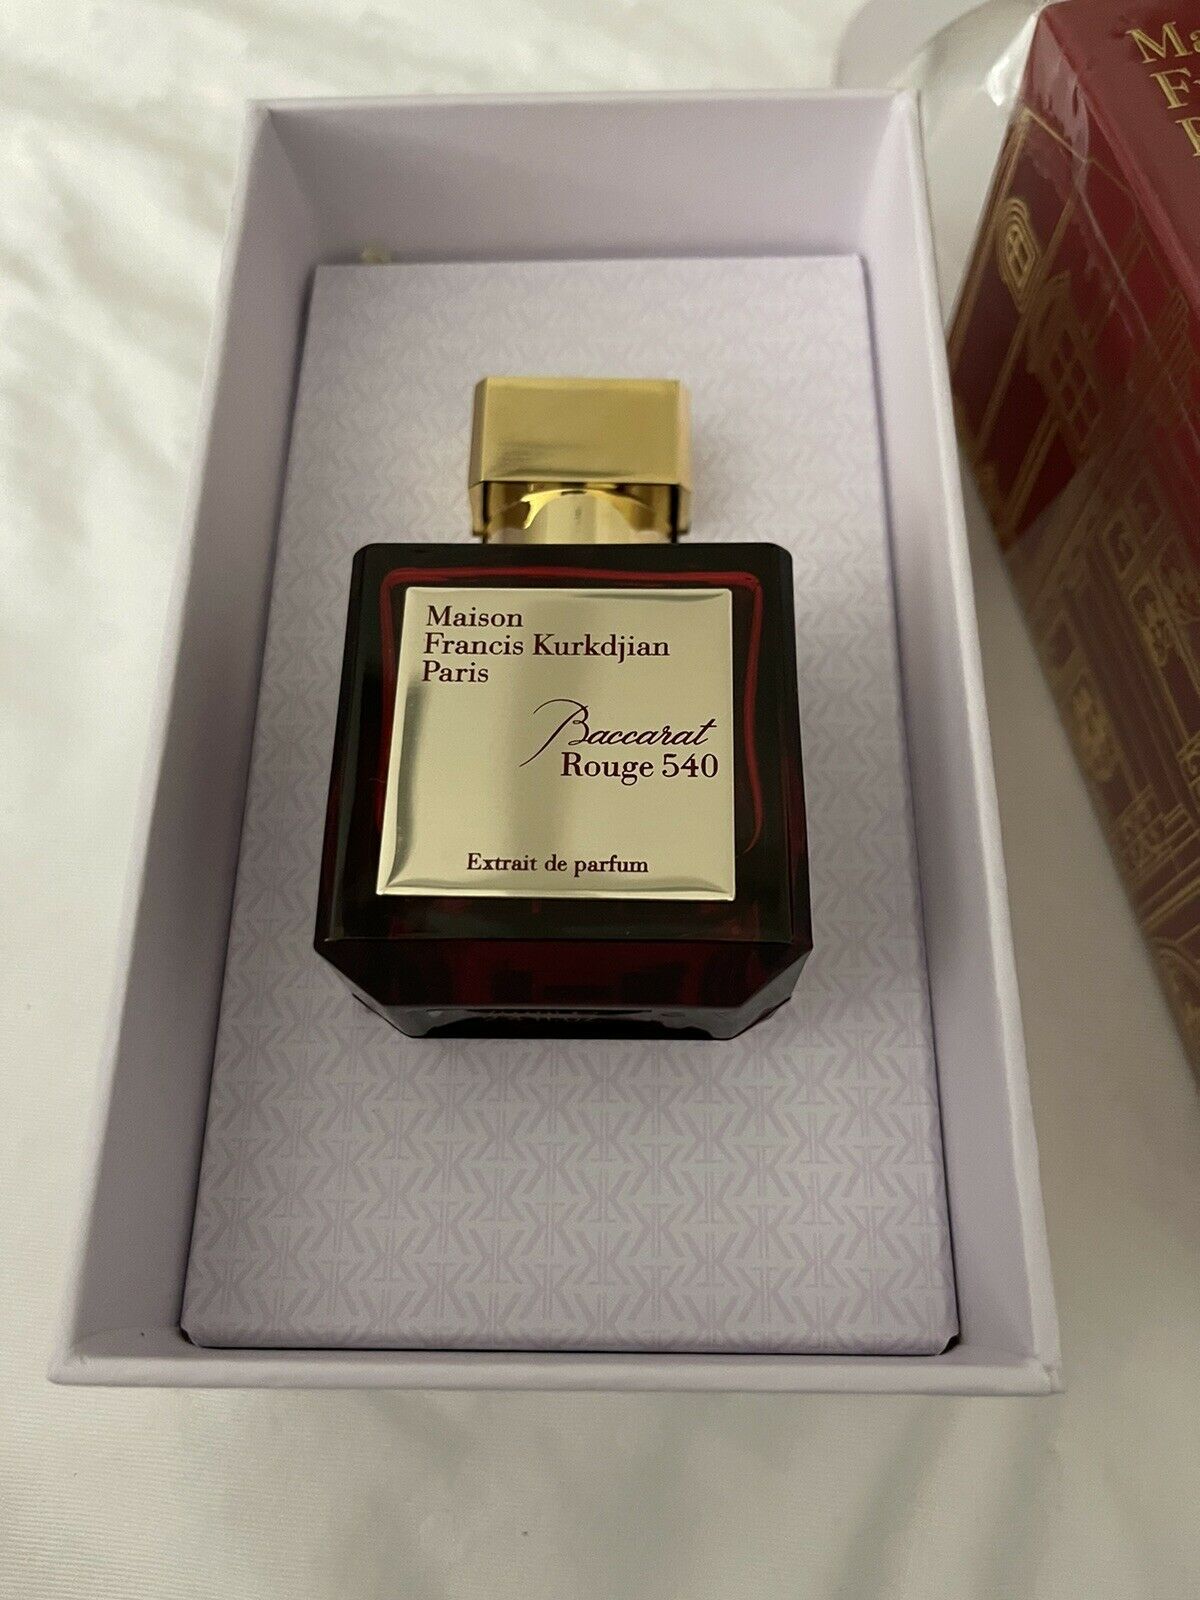 Maison
Francis Kurkdjian
Paris
Baccarat
Rouge 540
Extrait de parfum